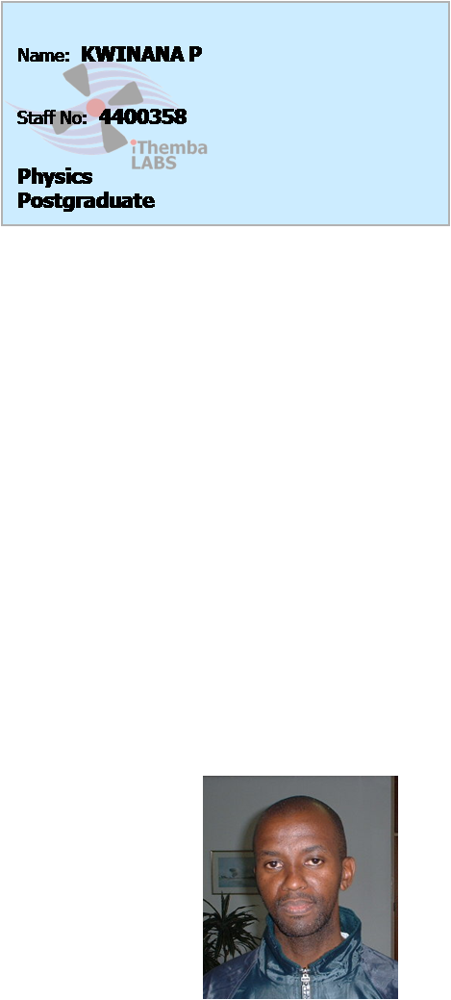 Name: KWINANA P
Staff No: 4400358
iThemba
LABS
Physics
Postgraduate